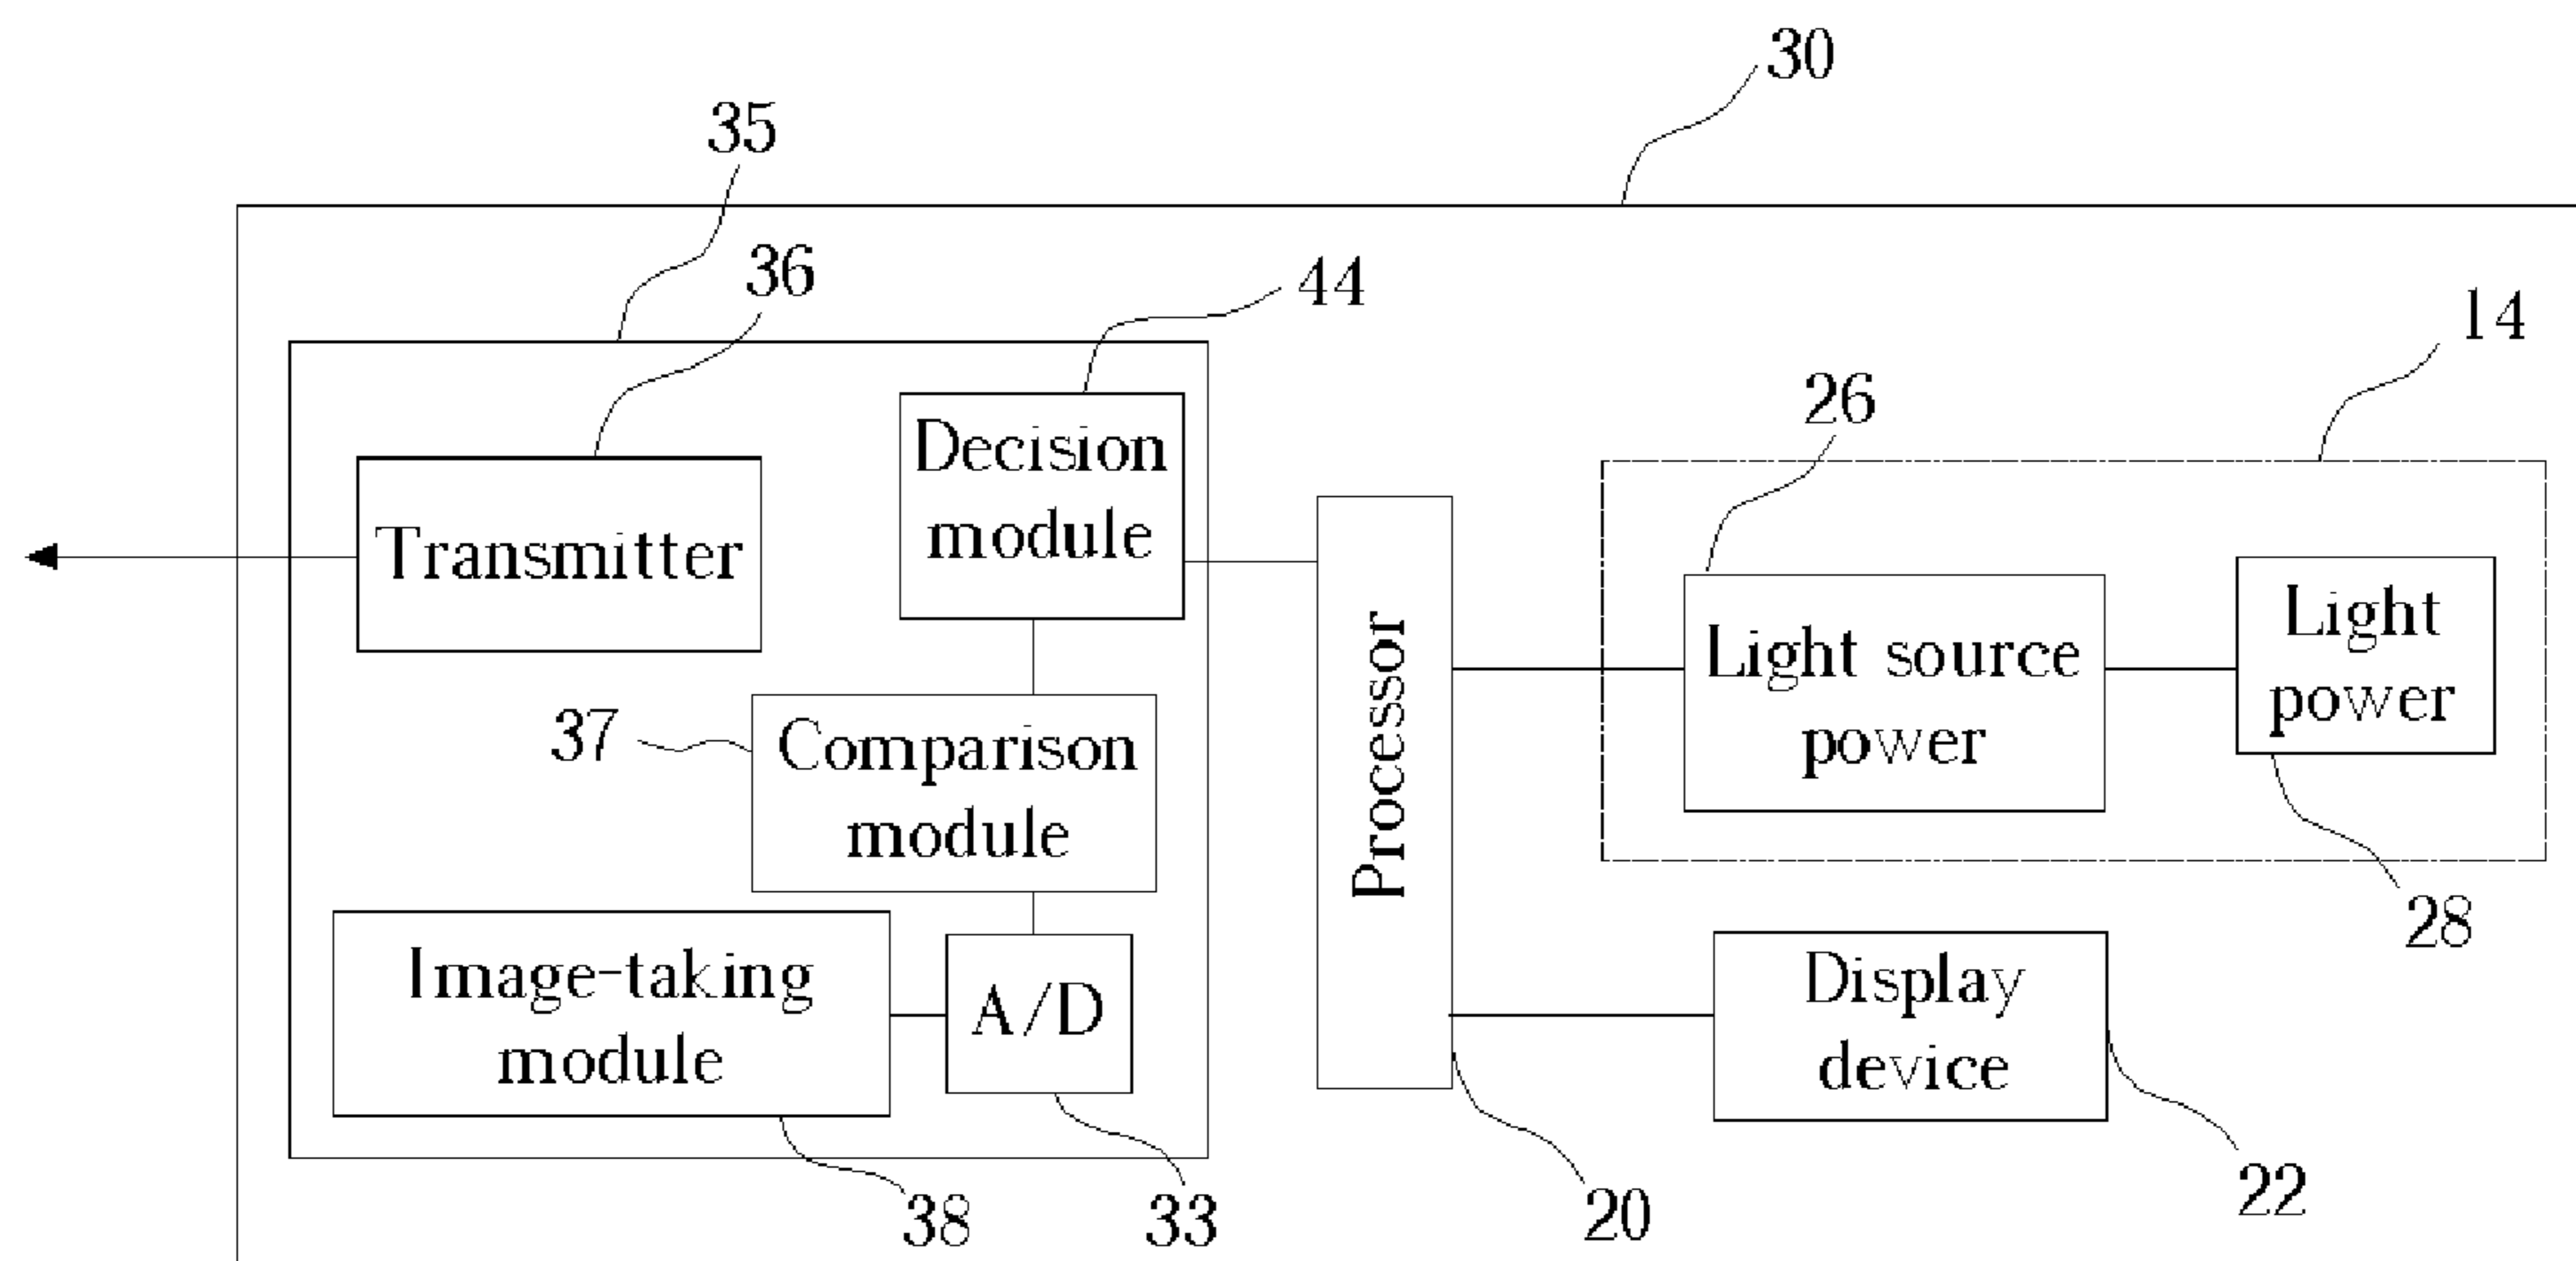 30
35
36
44
14
26
Decision
module
Transmitter
Light
power
Light source
power
Processor
37
Comparison
module
28
Image-taking
module
A/D
Display
device
38
33
20
22